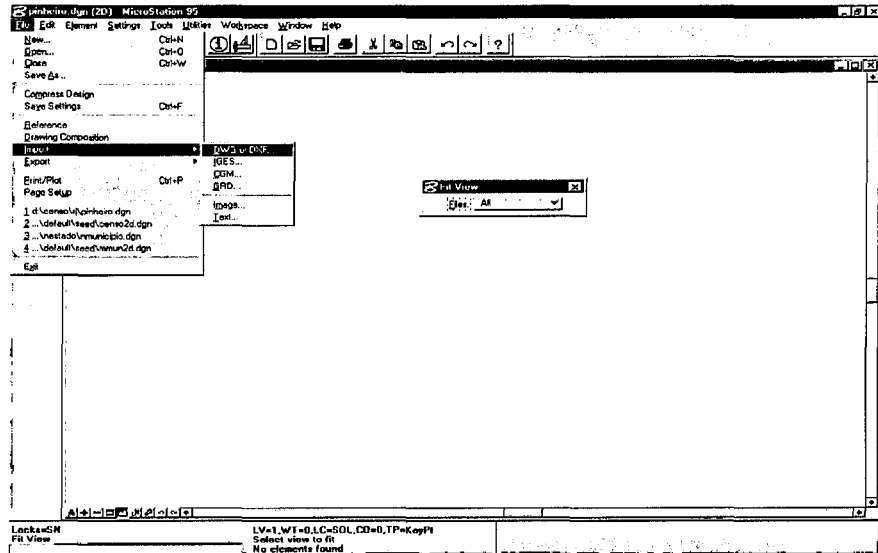 pinheiro.dgn (2D) - MicroStation 95
File Edit Element Settings Tools Utilities Workspace Window Help
New... Ctrl+N
Open... Ctrl+O
Close Ctrl+W
Save As...
Compress Design
Save Settings Ctrl+F
Reference
Drawing Composition
Import
Export
Print/Plot Ctrl+P
Page Setup
1 d:\censo\rj\pinheiro.dgn
2 ...\default\seed\censo2d.dgn
3 ...\nestado\nmunicipio.dgn
4 ...\default\seed\mmun2d.dgn
Exit
DWG or DXF...
IGES...
CGM...
GRD...
Image...
Text...
Fit View
Files: All
Locks=SN
Fit View
LV=1,WT=0,LC=SOL,CO=0,TP=KeyPt
Select view to fit
No elements found